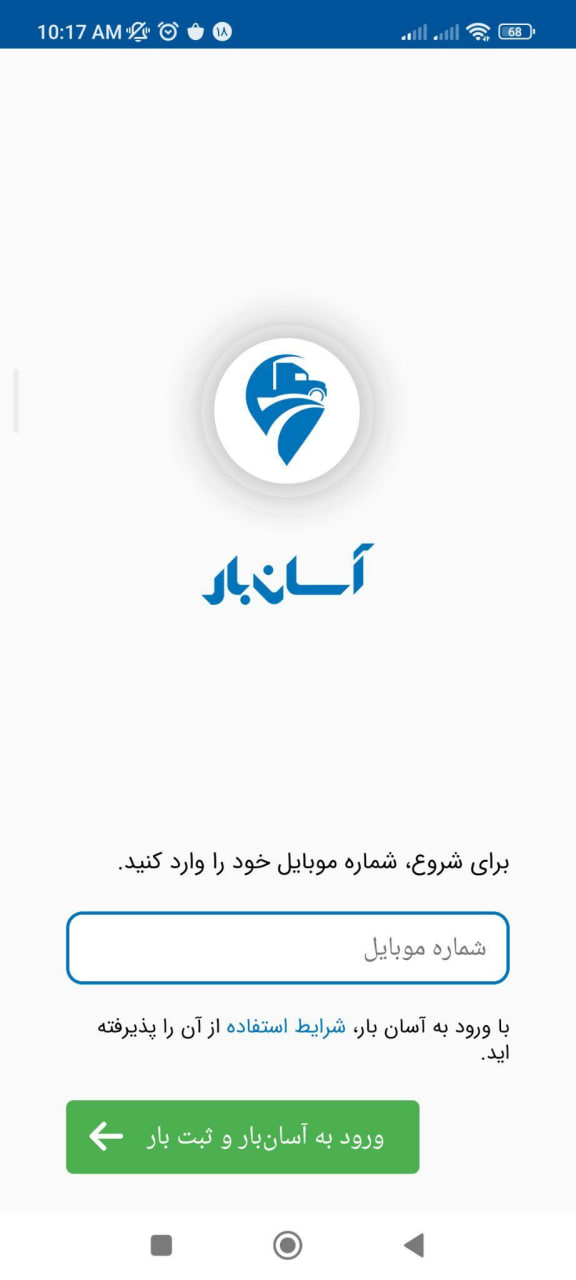 10:17 AM ۱۸ 68
آسان‌بار
برای شروع، شماره موبایل خود را وارد کنید.
شماره موبایل
با ورود به آسان بار، شرایط استفاده از آن را پذیرفته
اید.
ورود به آسان‌بار و ثبت بار